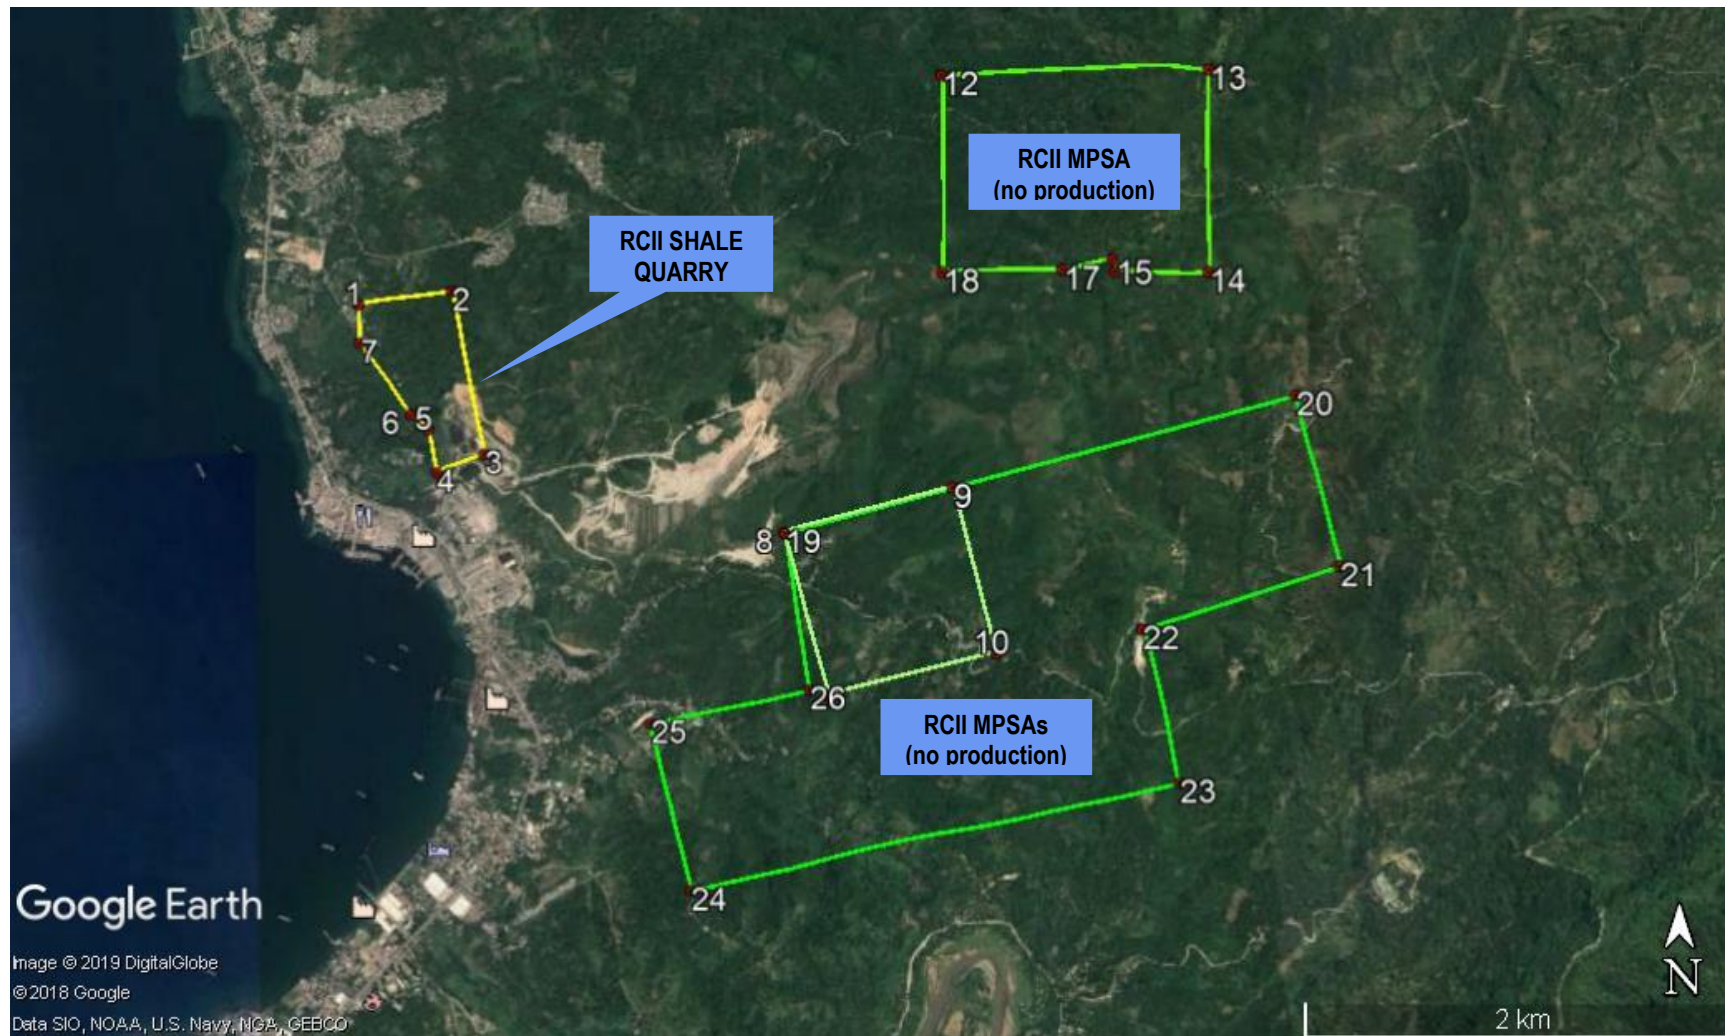 12
13
RCII MPSA
(no production)
RCII SHALE
QUARRY
18
17
15
14
1
2
7
6
5
3
4
20
9
8
19
21
10
22
26
25
RCII MPSAs
(no production)
23
24
Google Earth
Image © 2019 DigitalGlobe
© 2018 Google
Data SIO, NOAA, U.S. Navy, NGA, GEBCO
N
2 km